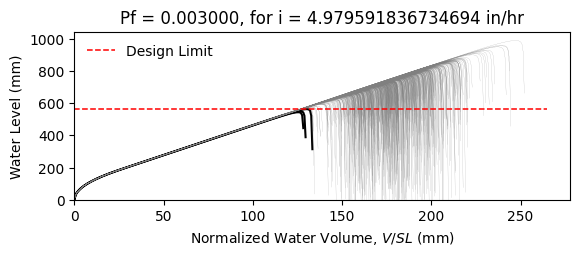 Pf = 0.003000, for i = 4.979591836734694 in/hr
Water Level (mm)
1000
800
600
400
200
0
Design Limit
0 50 100 150 200 250
Normalized Water Volume, V/SL (mm)